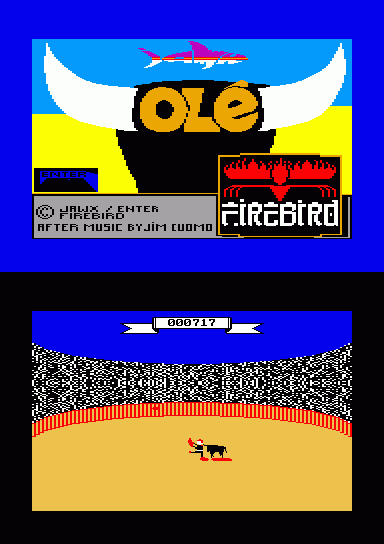 Olé
ENTER
© JAWX / ENTER
FIREBIRD
AFTER MUSIC BY JIM CUOMO
FIREBIRD
000717